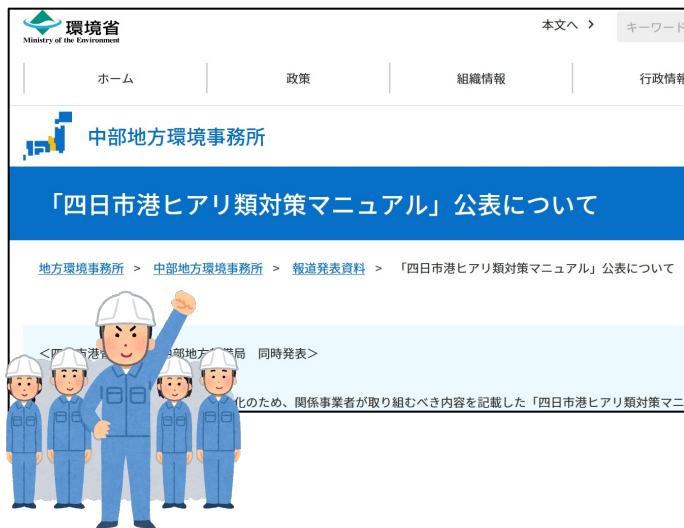 環境省
Ministry of the Environment
本文へ
キーワード
ホーム
政策
組織情報
行政情報
中部地方環境事務所
「四日市港ヒアリ類対策マニュアル」公表について
地方環境事務所 > 中部地方環境事務所 > 報道発表資料 > 「四日市港ヒアリ類対策マニュアル」公表について
同時発表>
化のため、関係事業者が取り組むべき内容を記載した「四日市港ヒアリ類対策マニ